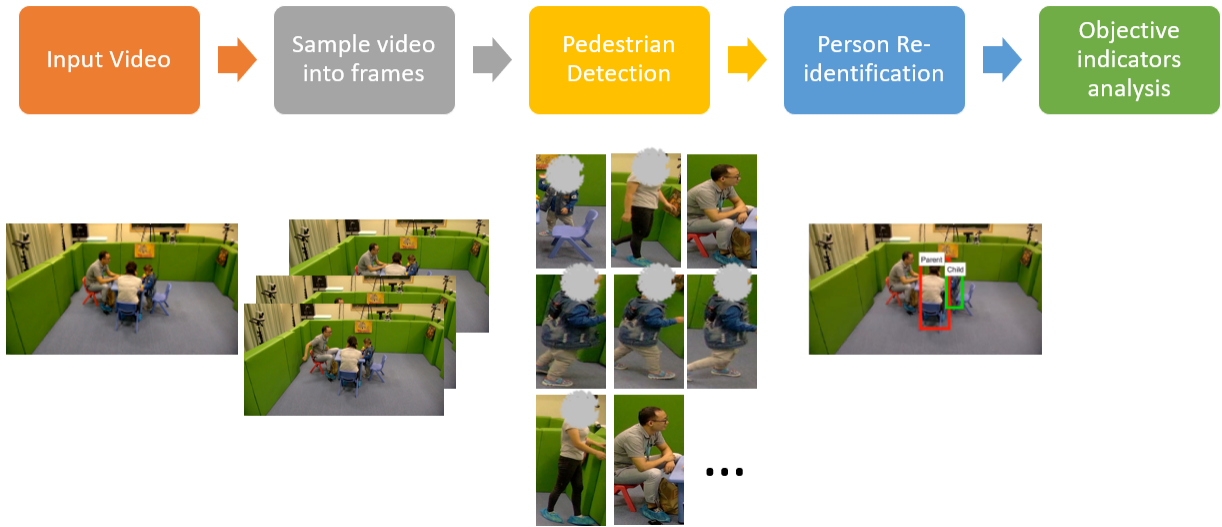 Input Video
Sample video
into frames
Pedestrian
Detection
Person Re-
identification
Objective
indicators
analysis
Parent
Child
...